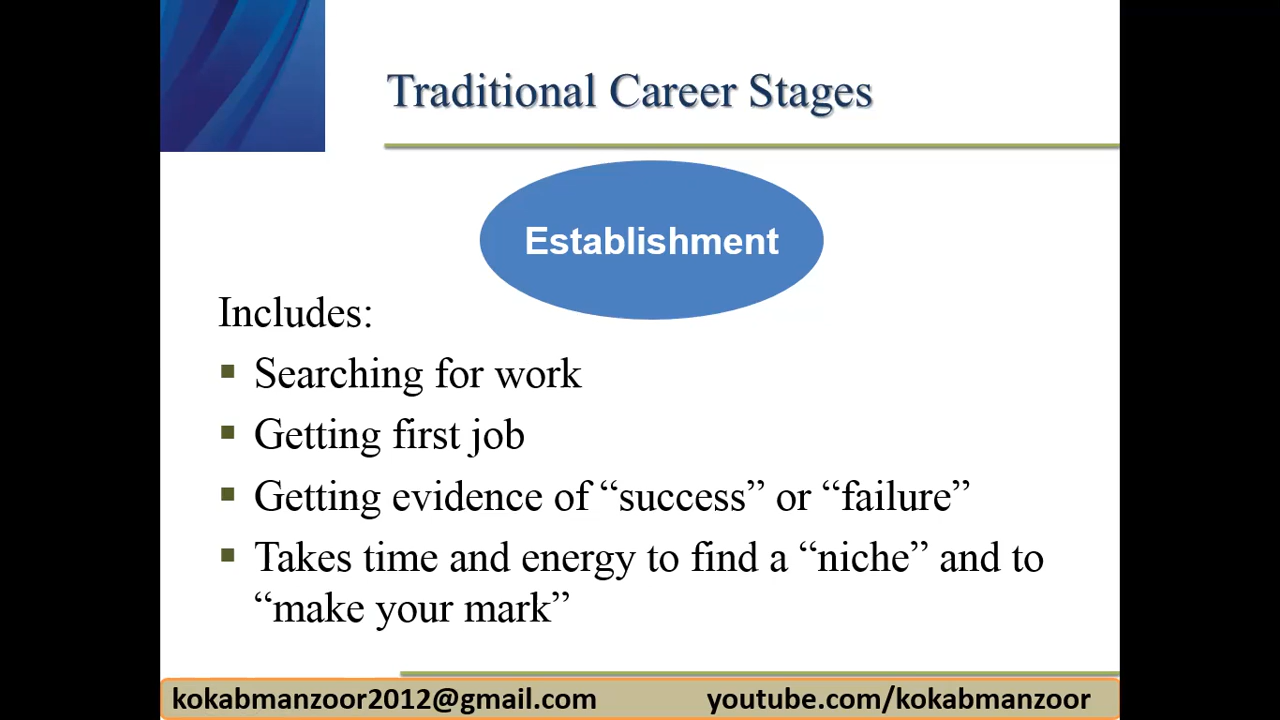 Traditional Career Stages
Establishment
Includes:
Searching for work
Getting first job
Getting evidence of “success” or “failure”
Takes time and energy to find a “niche” and to
“make your mark”
kokabmanzoor2012@gmail.com
youtube.com/kokabmanzoor